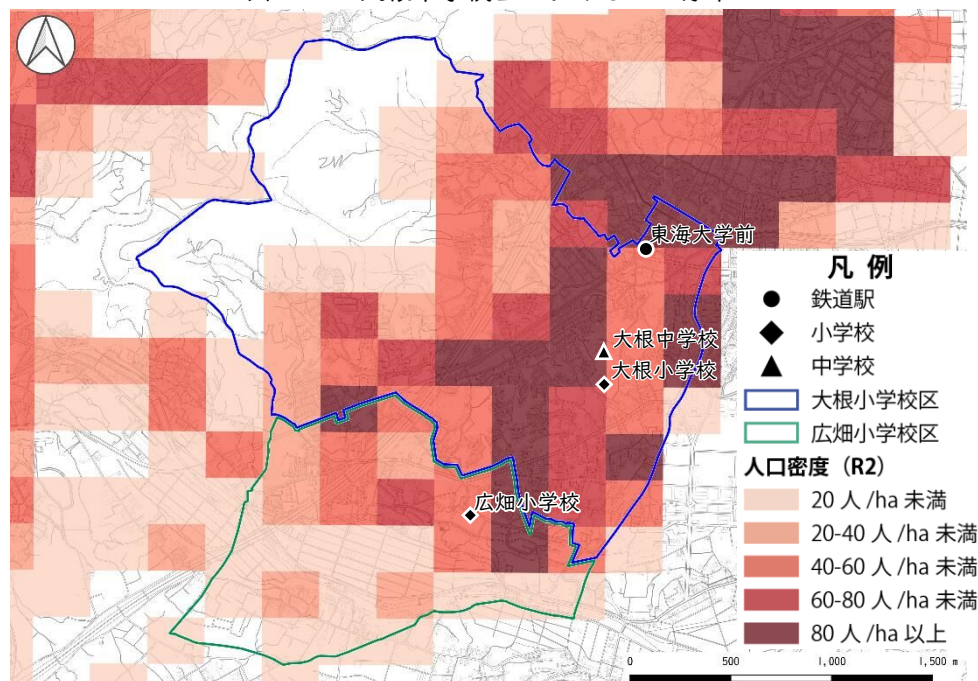 東海大学前
大根中学校
大根小学校
広畑小学校
凡 例
鉄道駅
小学校
中学校
大根小学校区
広畑小学校区
人口密度（R2）
20 人 /ha 未満
20-40 人 /ha 未満
40-60 人 /ha 未満
60-80 人 /ha 未満
80 人 /ha 以上
0 500 1,000 1,500 m